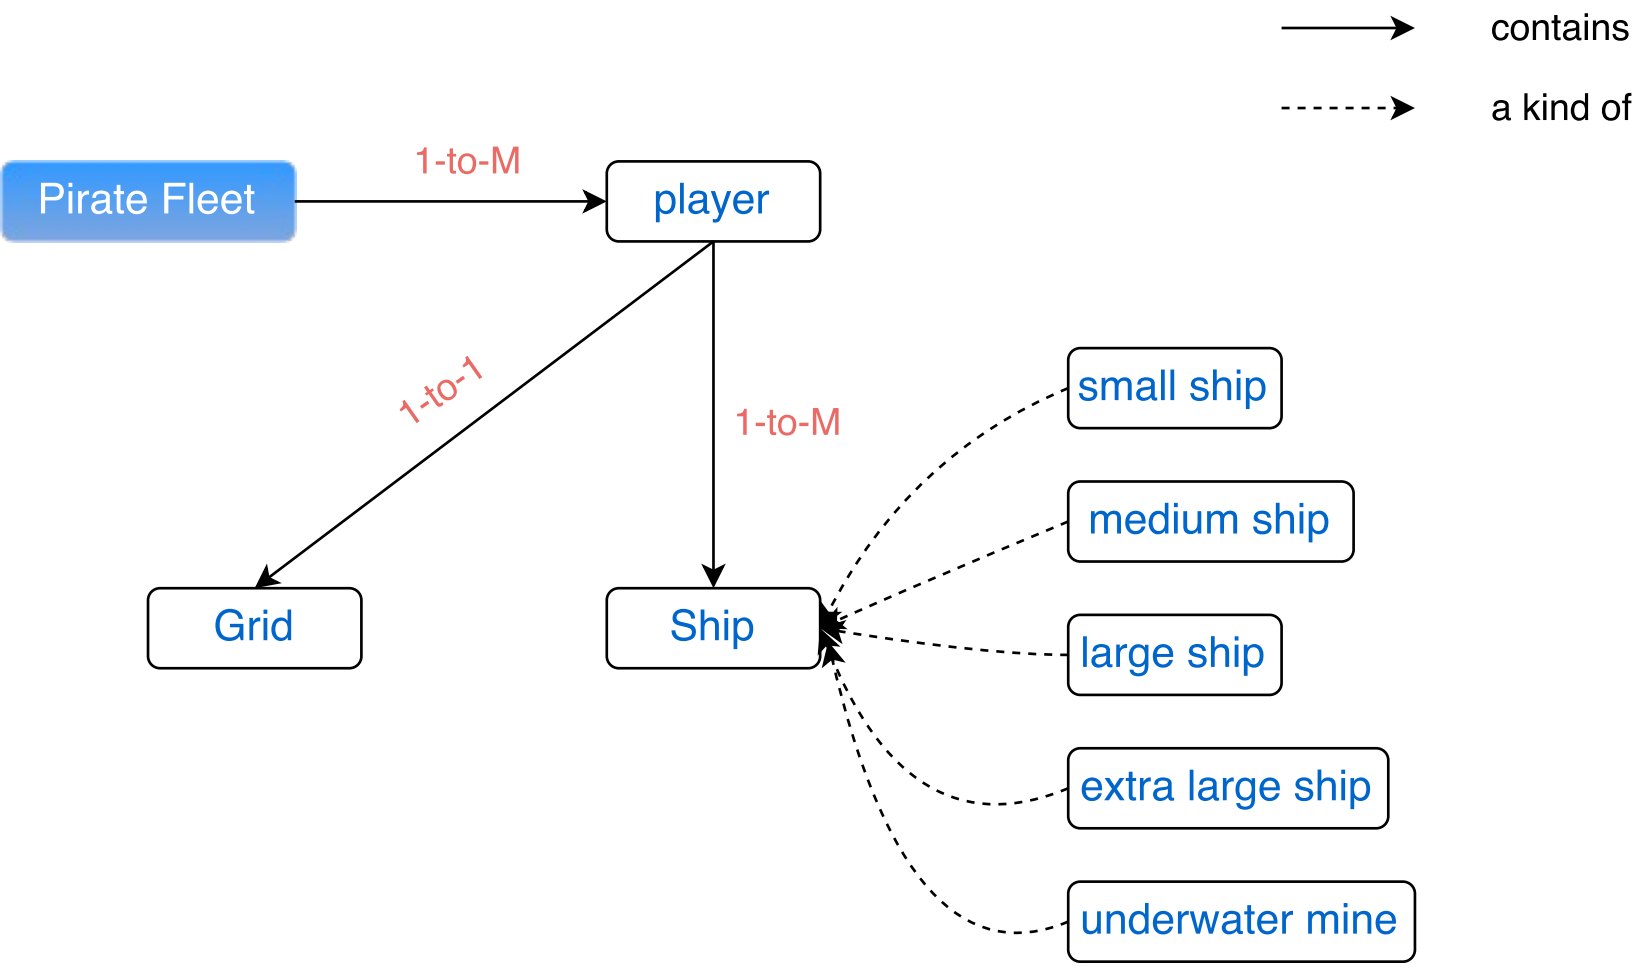 contains
a kind of
1-to-M
Pirate Fleet
player
1-to-1
1-to-M
small ship
medium ship
large ship
Grid
Ship
extra large ship
underwater mine